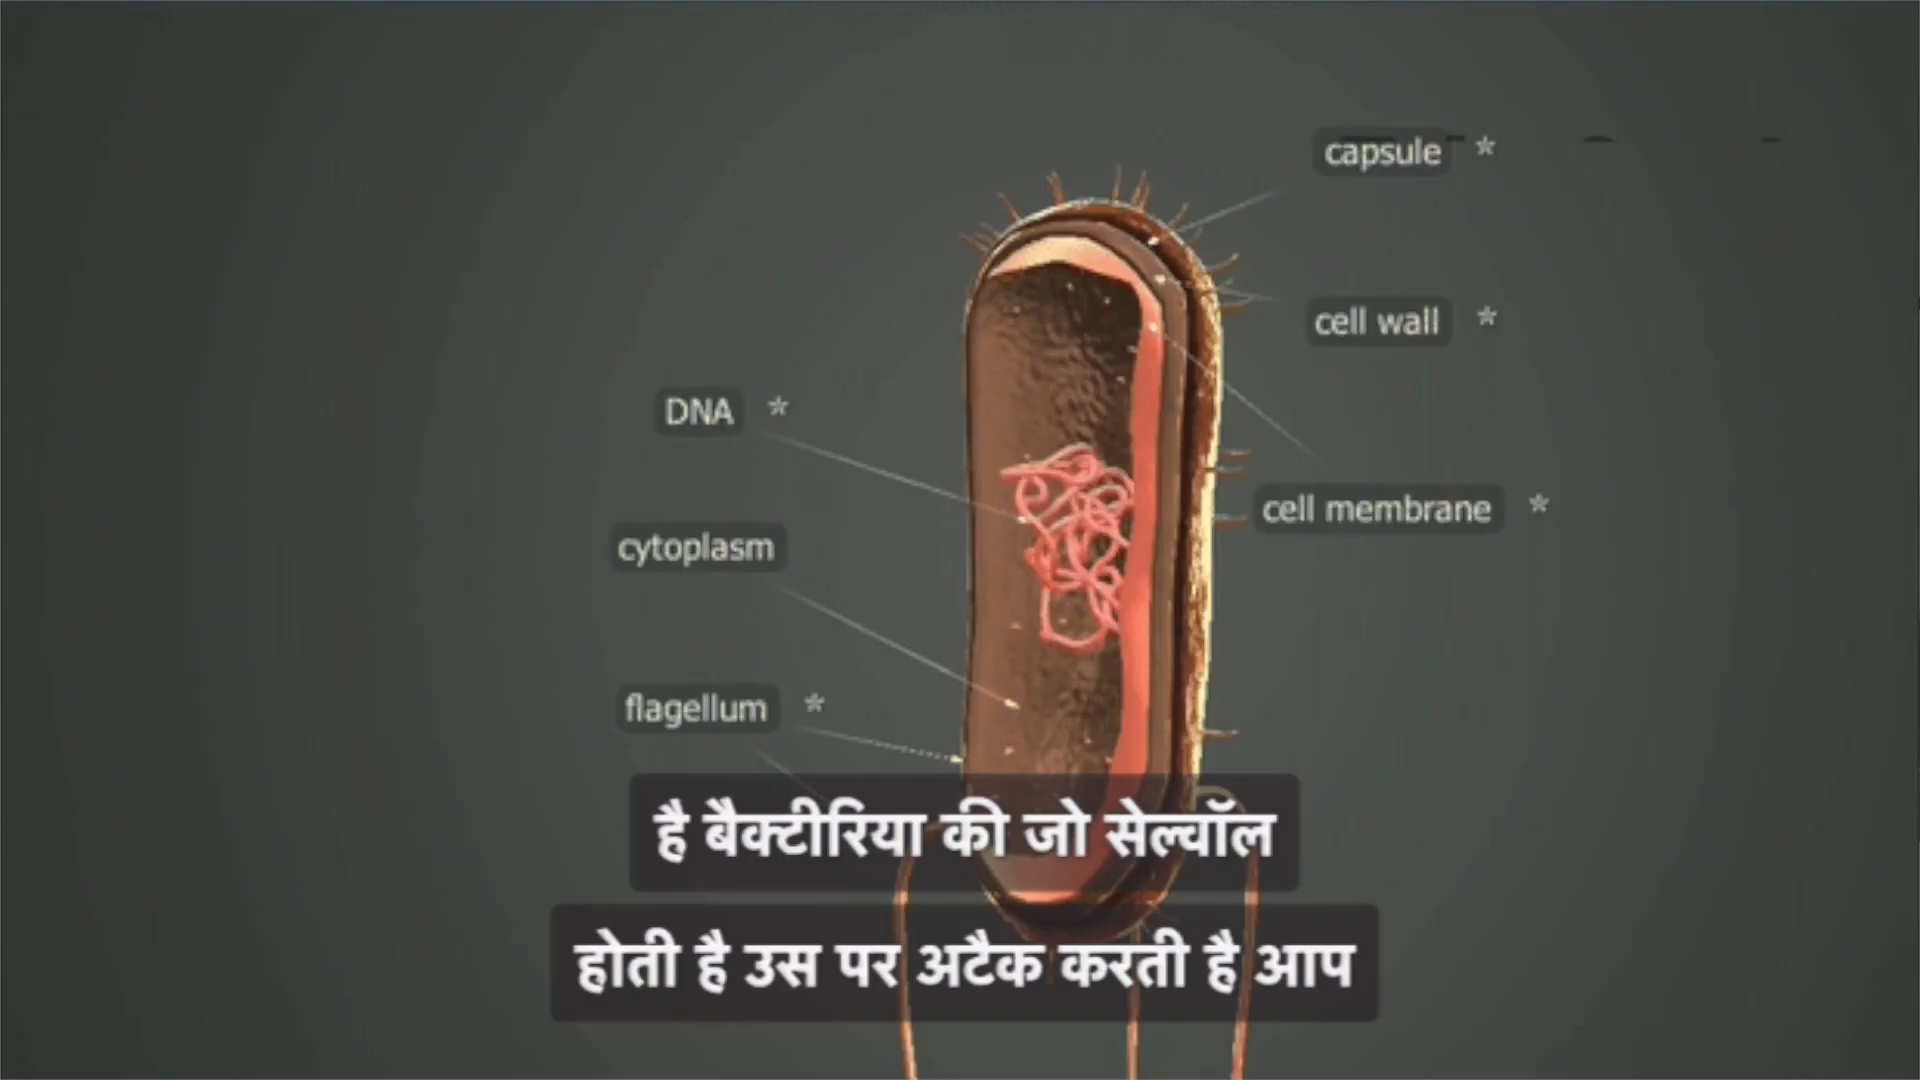 capsule *
cell wall *
DNA *
cell membrane *
cytoplasm
flagellum *
है बैक्टीरिया की जो सेल्वॉल
होती है उस पर अटैक करती है आप